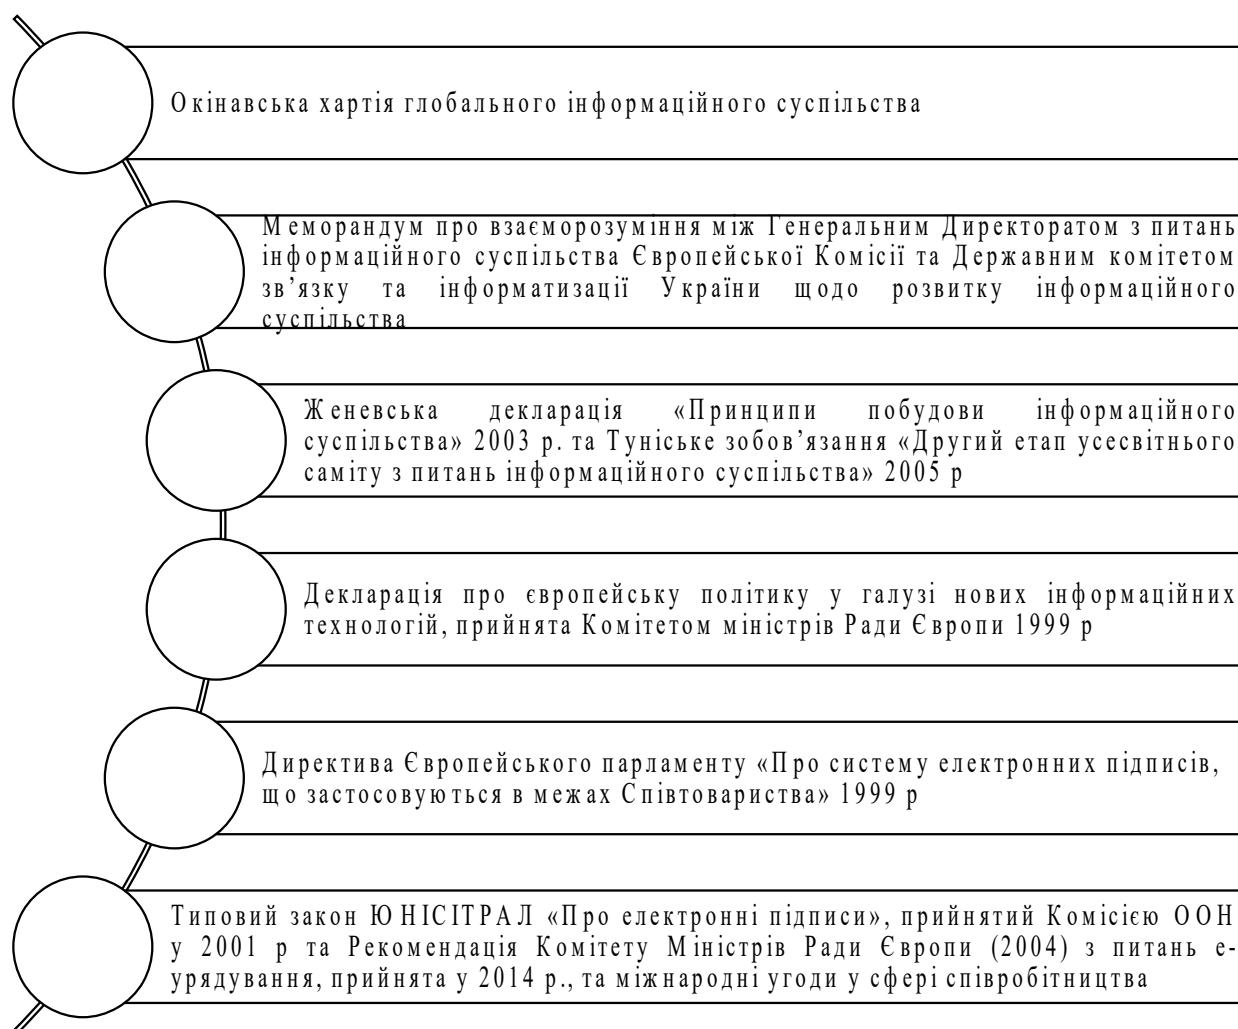 Окінавська хартія глобального інформаційного суспільства
Меморандум про взаєморозуміння між Генеральним Директоратом з питань
інформаційного суспільства Європейської Комісії та Державним комітетом
зв’язку та інформатизації України щодо розвитку інформаційного
суспільства
Женевська декларація «Принципи побудови інформаційного
суспільства» 2003 р. та Туніське зобов’язання «Другий етап усесвітнього
саміту з питань інформаційного суспільства» 2005 р
Декларація про європейську політику у галузі нових інформаційних
технологій, прийнята Комітетом міністрів Ради Європи 1999 р
Директива Європейського парламенту «Про систему електронних підписів,
що застосовуються в межах Співтовариства» 1999 р
Типовий закон ЮНІСІТРАЛ «Про електронні підписи», прийнятий Комісією ООН
у 2001 р та Рекомендація Комітету Міністрів Ради Європи (2004) з питань е-
урядування, прийнята у 2014 р., та міжнародні угоди у сфері співробітництва